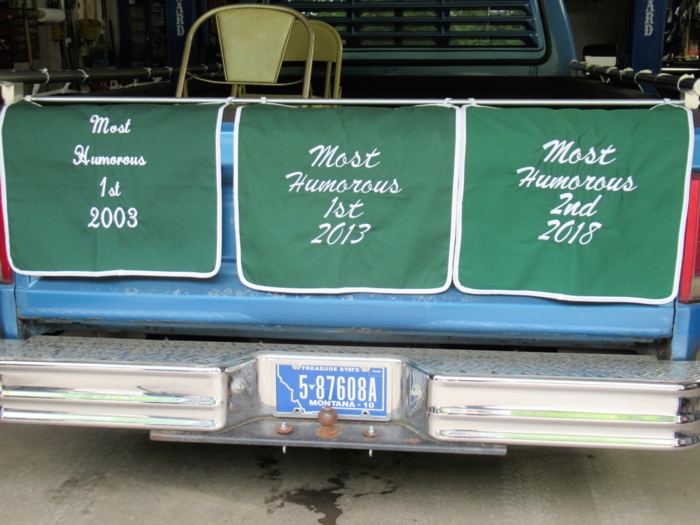 Most
Humorous
1st
2003
Most
Humorous
1st
2013
Most
Humorous
2nd
2018
TREASURE STATE
5 87608A
MONTANA - 10